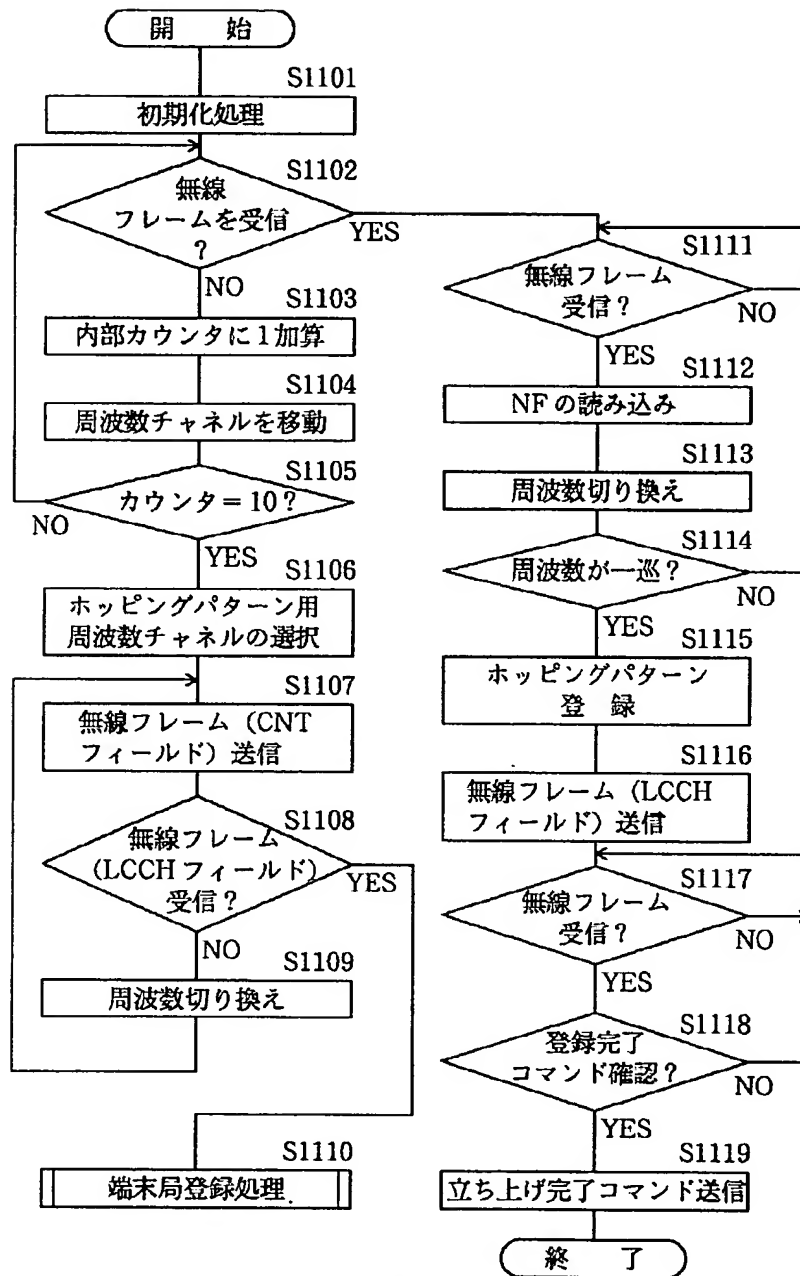 開 始
S1101
初期化処理
S1102
無線
フレームを受信
?
YES
NO
S1103
内部カウンタに1加算
S1104
周波数チャネルを移動
S1105
カウンタ=10?
NO
YES
S1106
ホッピングパターン用
周波数チャネルの選択
S1107
無線フレーム(CNT
フィールド)送信
S1108
無線フレーム
(LCCHフィールド)
受信?
YES
NO
S1109
周波数切り換え
S1110
端末局登録処理
S1111
無線フレーム
受信?
NO
YES
S1112
NFの読み込み
S1113
周波数切り換え
S1114
周波数が一巡?
NO
YES
S1115
ホッピングパターン
登 録
S1116
無線フレーム(LCCH
フィールド)送信
S1117
無線フレーム
受信?
NO
YES
S1118
登録完了
コマンド確認?
NO
YES
S1119
立ち上げ完了コマンド送信
終 了